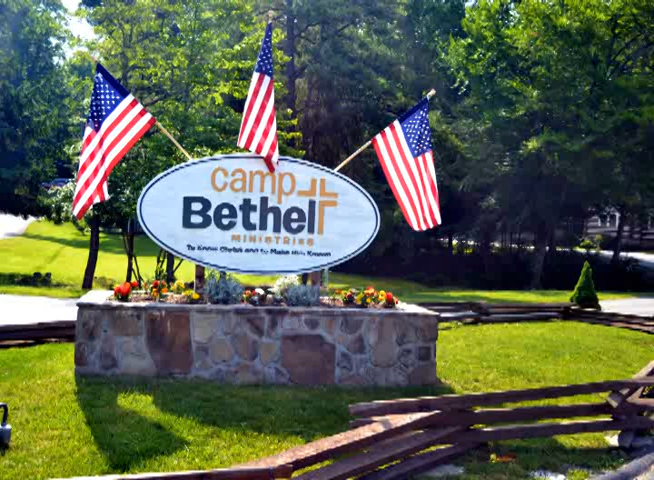 camp
Bethel
MINISTRIES
To Know Christ and to Make Him Known